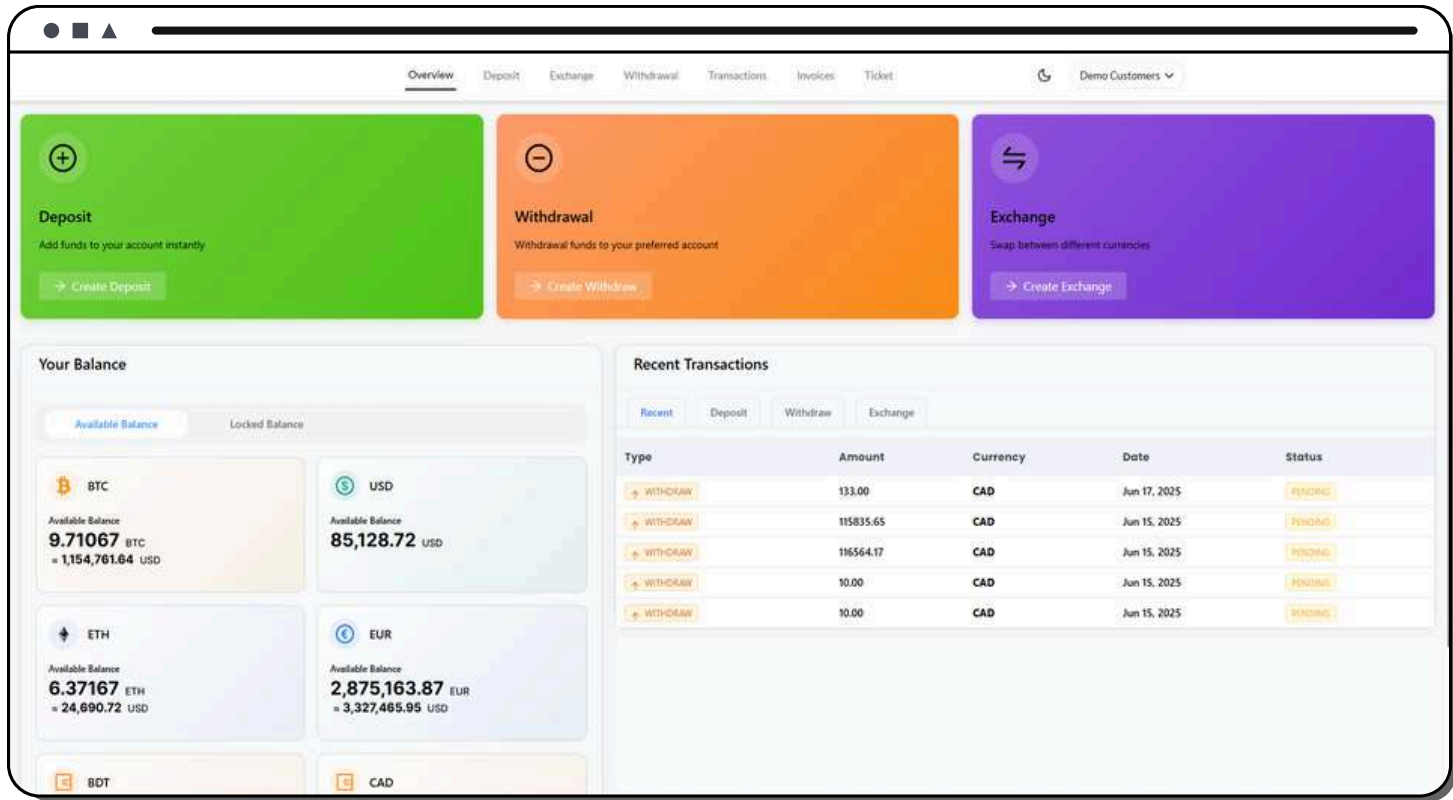 Overview Deposit Exchange Withdrawal Transactions Invoices Ticket Demo Customers
Deposit
Add funds to your account instantly
→ Create Deposit
Withdrawal
Withdrawal funds to your preferred account
→ Create Withdraw
Exchange
Swap between different currencies
→ Create Exchange
Your Balance
Available Balance Locked Balance
BTC
Available Balance
9.71067 BTC
≈ 1,154,761.64 USD
USD
Available Balance
85,128.72 USD
ETH
Available Balance
6.37167 ETH
≈ 24,690.72 USD
EUR
Available Balance
2,875,163.87 EUR
≈ 3,327,465.95 USD
BDT
CAD
Recent Transactions
Recent Deposit Withdraw Exchange
Type Amount Currency Date Status
WITHDRAW 133.00 CAD Jun 17, 2025 PENDING
WITHDRAW 115835.65 CAD Jun 15, 2025 PENDING
WITHDRAW 116564.17 CAD Jun 15, 2025 PENDING
WITHDRAW 10.00 CAD Jun 15, 2025 PENDING
WITHDRAW 10.00 CAD Jun 15, 2025 PENDING